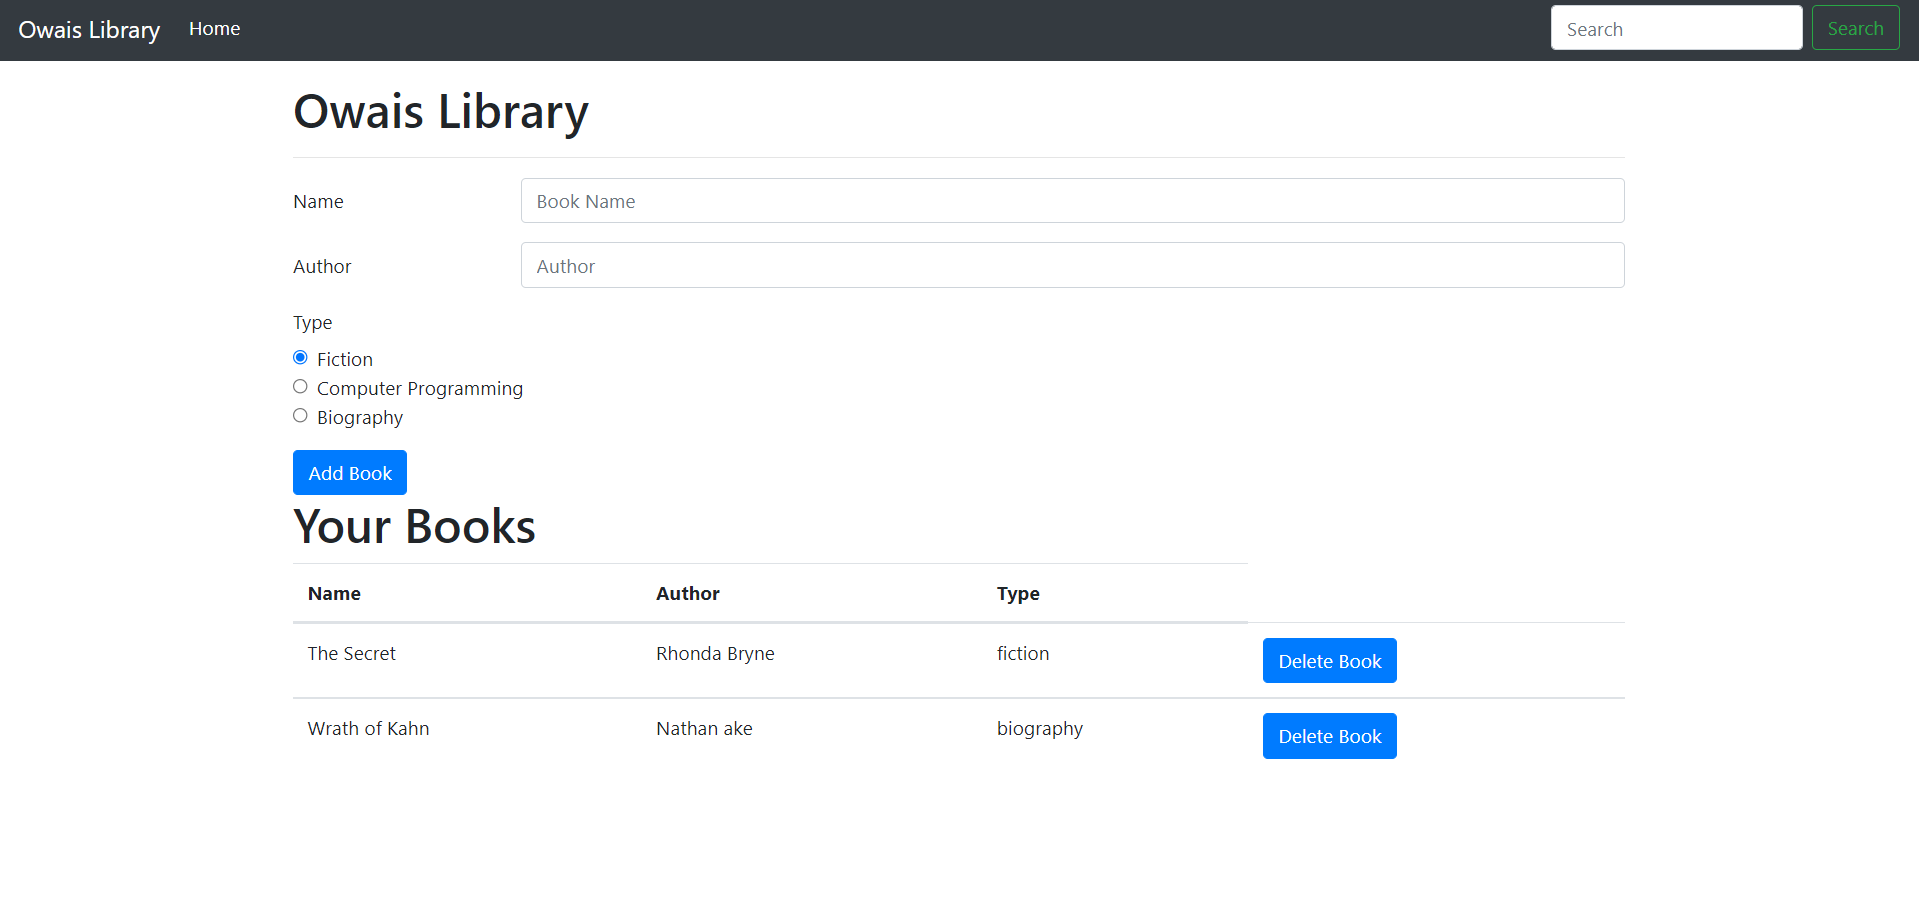 Owais Library Home Search Search
Owais Library
Name Book Name
Author Author
Type
Fiction
Computer Programming
Biography
Add Book
Your Books
Name Author Type
The Secret Rhonda Bryne fiction Delete Book
Wrath of Kahn Nathan ake biography Delete Book